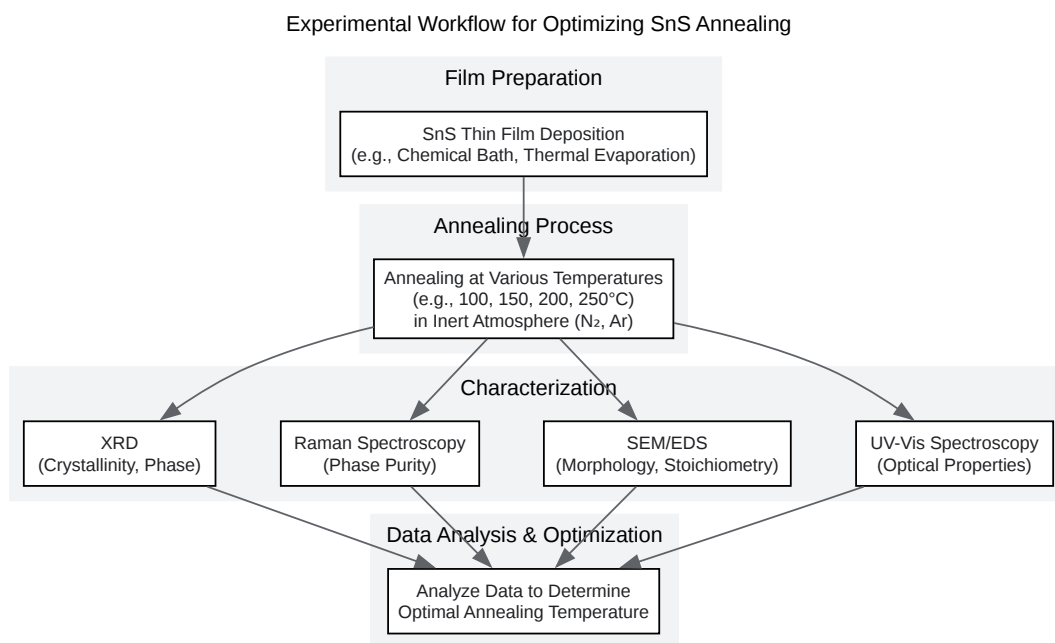 Experimental Workflow for Optimizing SnS Annealing
Film Preparation
SnS Thin Film Deposition
(e.g., Chemical Bath, Thermal Evaporation)
Annealing Process
Annealing at Various Temperatures
(e.g., 100, 150, 200, 250°C)
in Inert Atmosphere (N₂, Ar)
Characterization
XRD
(Crystallinity, Phase)
Raman Spectroscopy
(Phase Purity)
SEM/EDS
(Morphology, Stoichiometry)
UV-Vis Spectroscopy
(Optical Properties)
Data Analysis & Optimization
Analyze Data to Determine
Optimal Annealing Temperature